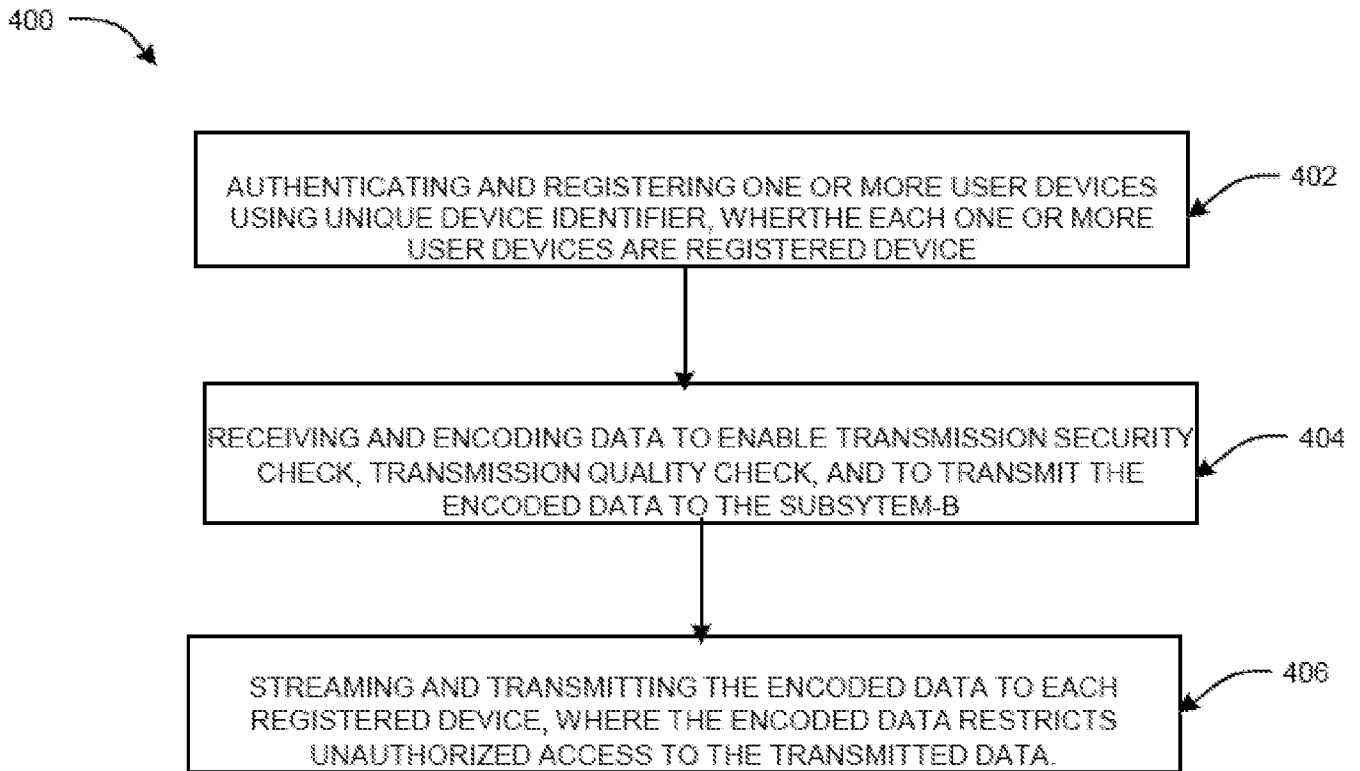 400
AUTHENTICATING AND REGISTERING ONE OR MORE USER DEVICES
USING UNIQUE DEVICE IDENTIFIER, WHERTHE EACH ONE OR MORE
USER DEVICES ARE REGISTERED DEVICE
402
RECEIVING AND ENCODING DATA TO ENABLE TRANSMISSION SECURITY
CHECK, TRANSMISSION QUALITY CHECK, AND TO TRANSMIT THE
ENCODED DATA TO THE SUBSYTEM-B
404
STREAMING AND TRANSMITTING THE ENCODED DATA TO EACH
REGISTERED DEVICE, WHERE THE ENCODED DATA RESTRICTS
UNAUTHORIZED ACCESS TO THE TRANSMITTED DATA.
406